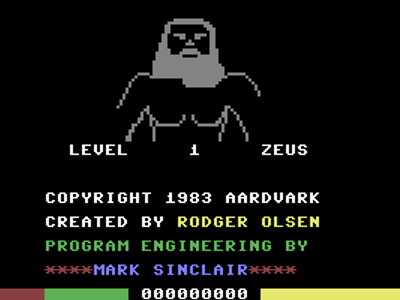 LEVEL 1 ZEUS
COPYRIGHT 1983 AARDVARK
CREATED BY RODGER OLSEN
PROGRAM ENGINEERING BY
××××MARK SINCLAIR××××
000000000